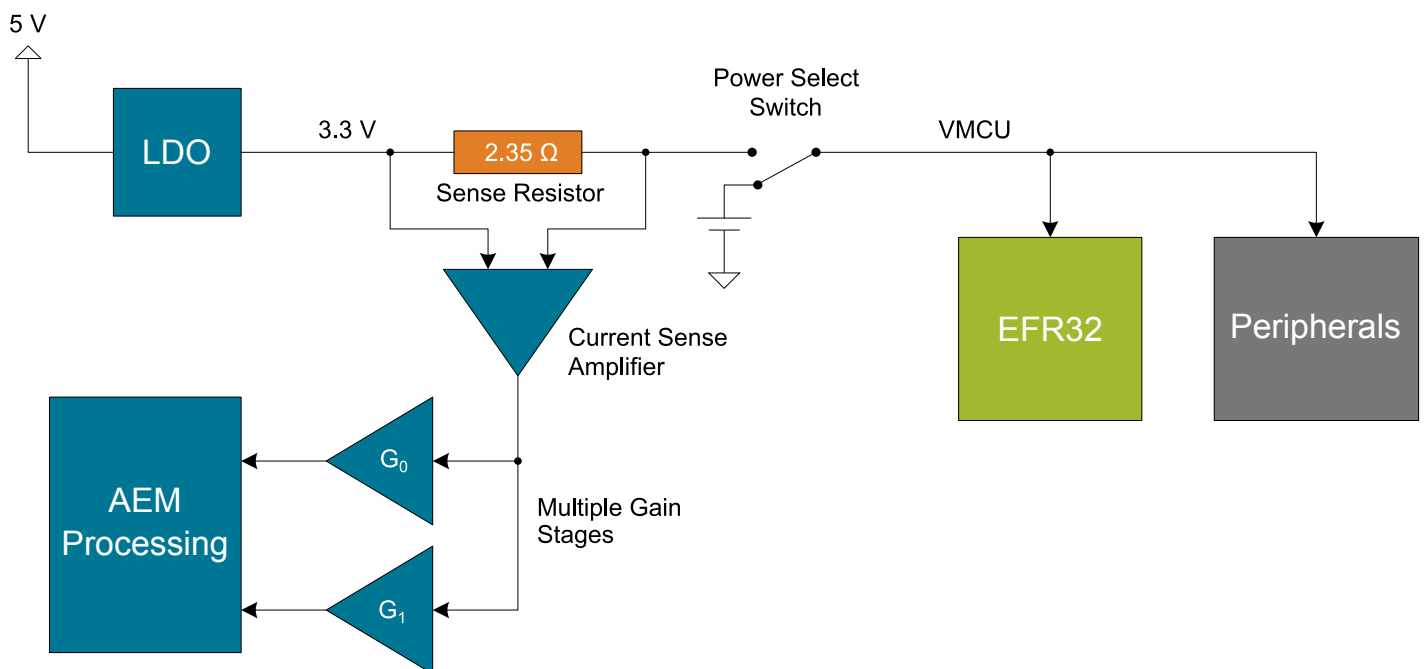 5 V
Power Select
Switch
3.3 V
VMCU
LDO
2.35 Ω
Sense Resistor
EFR32
Peripherals
Current Sense
Amplifier
G₀
AEM
Processing
Multiple Gain
Stages
G₁